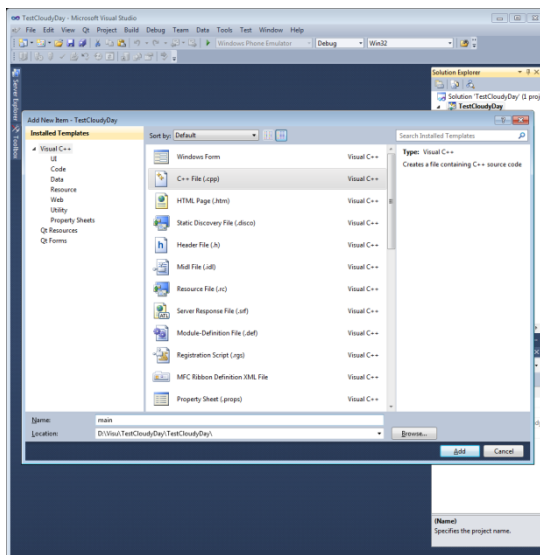 TestCloudyDay - Microsoft Visual Studio
File Edit View Qt Project Build Debug Team Data Tools Test Window Help
Windows Phone Emulator Debug Win32
Server Explorer
Toolbox
Solution Explorer
Solution 'TestCloudyDay' (1 proj
TestCloudyDay
Add New Item - TestCloudyDay
Installed Templates
Sort by: Default
Search Installed Templates
Visual C++
UI
Code
Data
Resource
Web
Utility
Property Sheets
Qt Resources
Qt Forms
Windows Form Visual C++
C++ File (.cpp) Visual C++
HTML Page (.htm) Visual C++
Static Discovery File (.disco) Visual C++
Header File (.h) Visual C++
Midl File (.idl) Visual C++
Resource File (.rc) Visual C++
Server Response File (.srf) Visual C++
Module-Definition File (.def) Visual C++
Registration Script (.rgs) Visual C++
MFC Ribbon Definition XML File Visual C++
Property Sheet (.props) Visual C++
Type: Visual C++
Creates a file containing C++ source code
Name: main
Location: D:\Visu\TestCloudyDay\TestCloudyDay\
Browse...
Add Cancel
(Name)
Specifies the project name.